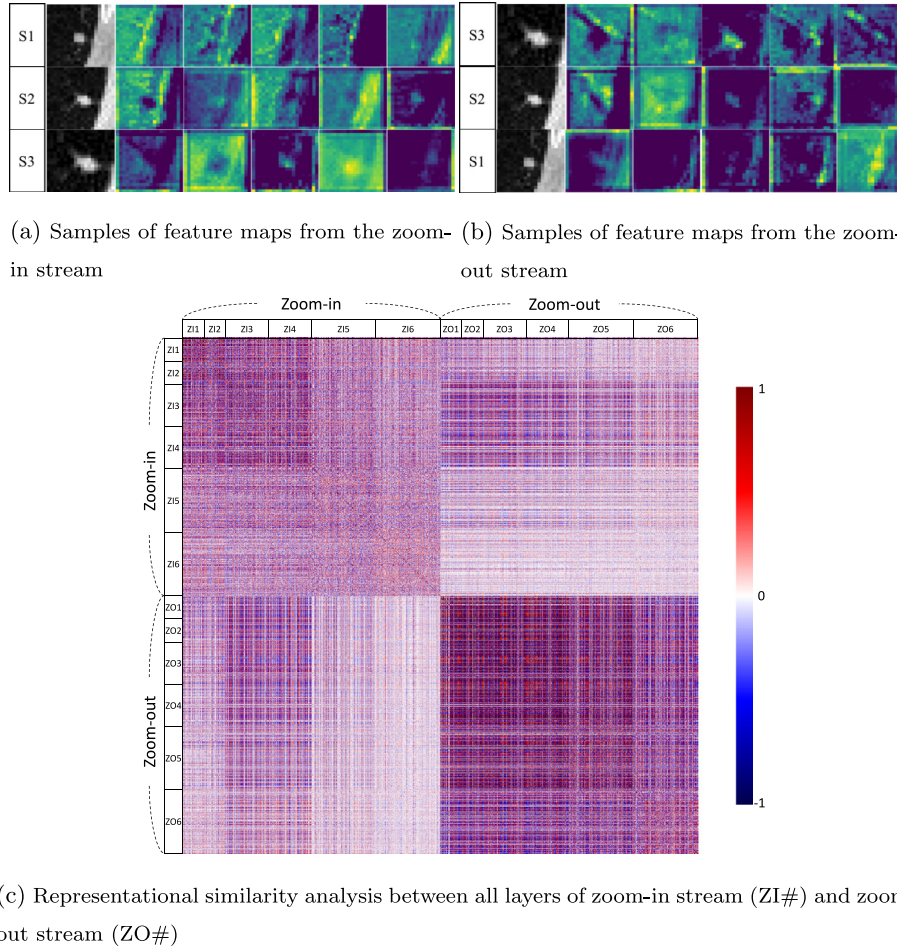 S1
S2
S3
S3
S2
S1
(a) Samples of feature maps from the zoom-
in stream
(b) Samples of feature maps from the zoom-
out stream
Zoom-in Zoom-out
ZI1 ZI2 ZI3 ZI4 ZI5 ZI6 ZO1 ZO2 ZO3 ZO4 ZO5 ZO6
Zoom-in
ZI1
ZI2
ZI3
ZI4
ZI5
ZI6
Zoom-out
ZO1
ZO2
ZO3
ZO4
ZO5
ZO6
1
0
-1
(c) Representational similarity analysis between all layers of zoom-in stream (ZI#) and zoom
out stream (ZO#)